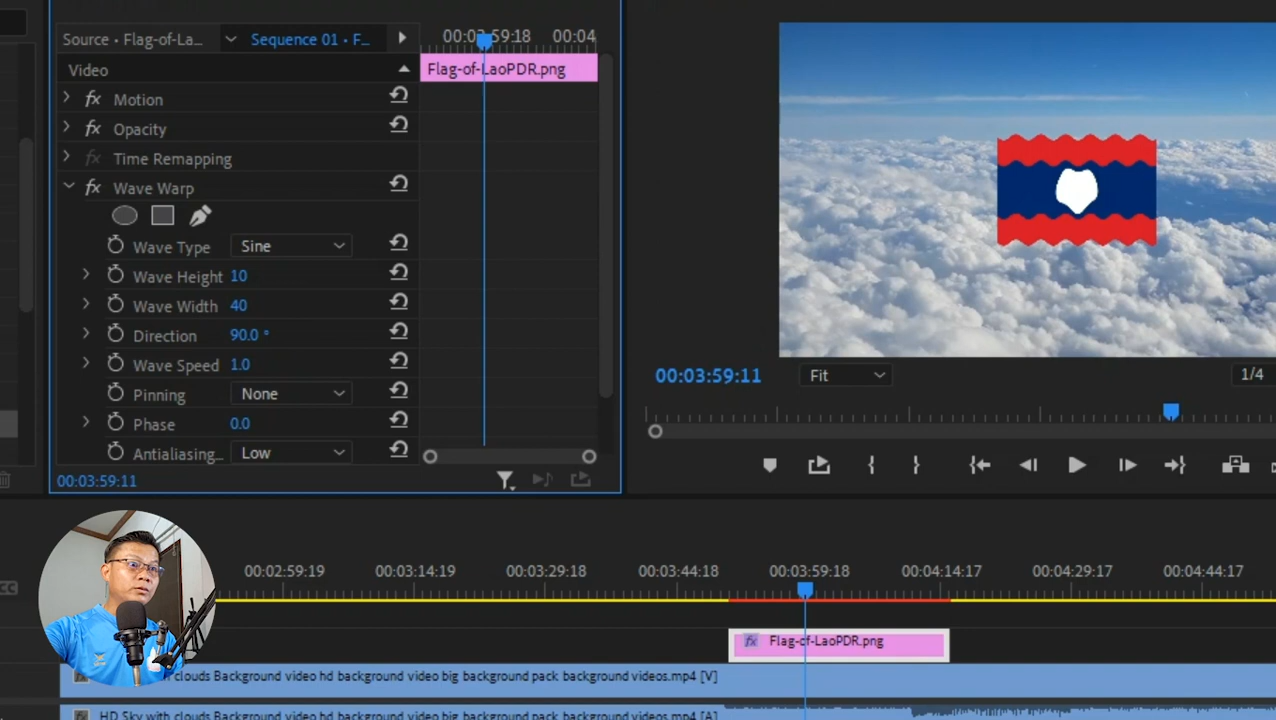 Source • Flag-of-La...
Sequence 01 • F...
00:03:59:18
00:04
Video
Flag-of-LaoPDR.png
fx Motion
fx Opacity
fx Time Remapping
fx Wave Warp
Wave Type Sine
Wave Height 10
Wave Width 40
Direction 90.0 °
Wave Speed 1.0
Pinning None
Phase 0.0
Antialiasing... Low
00:03:59:11
00:03:59:11
Fit
1/4
00:02:59:19
00:03:14:19
00:03:29:18
00:03:44:18
00:03:59:18
00:04:14:17
00:04:29:17
00:04:44:17
CC
fx Flag-of-LaoPDR.png
clouds Background video hd background video big background pack background videos.mp4 [V]
HD Sky with clouds Background video hd background video big background pack background videos.mp4 [A]